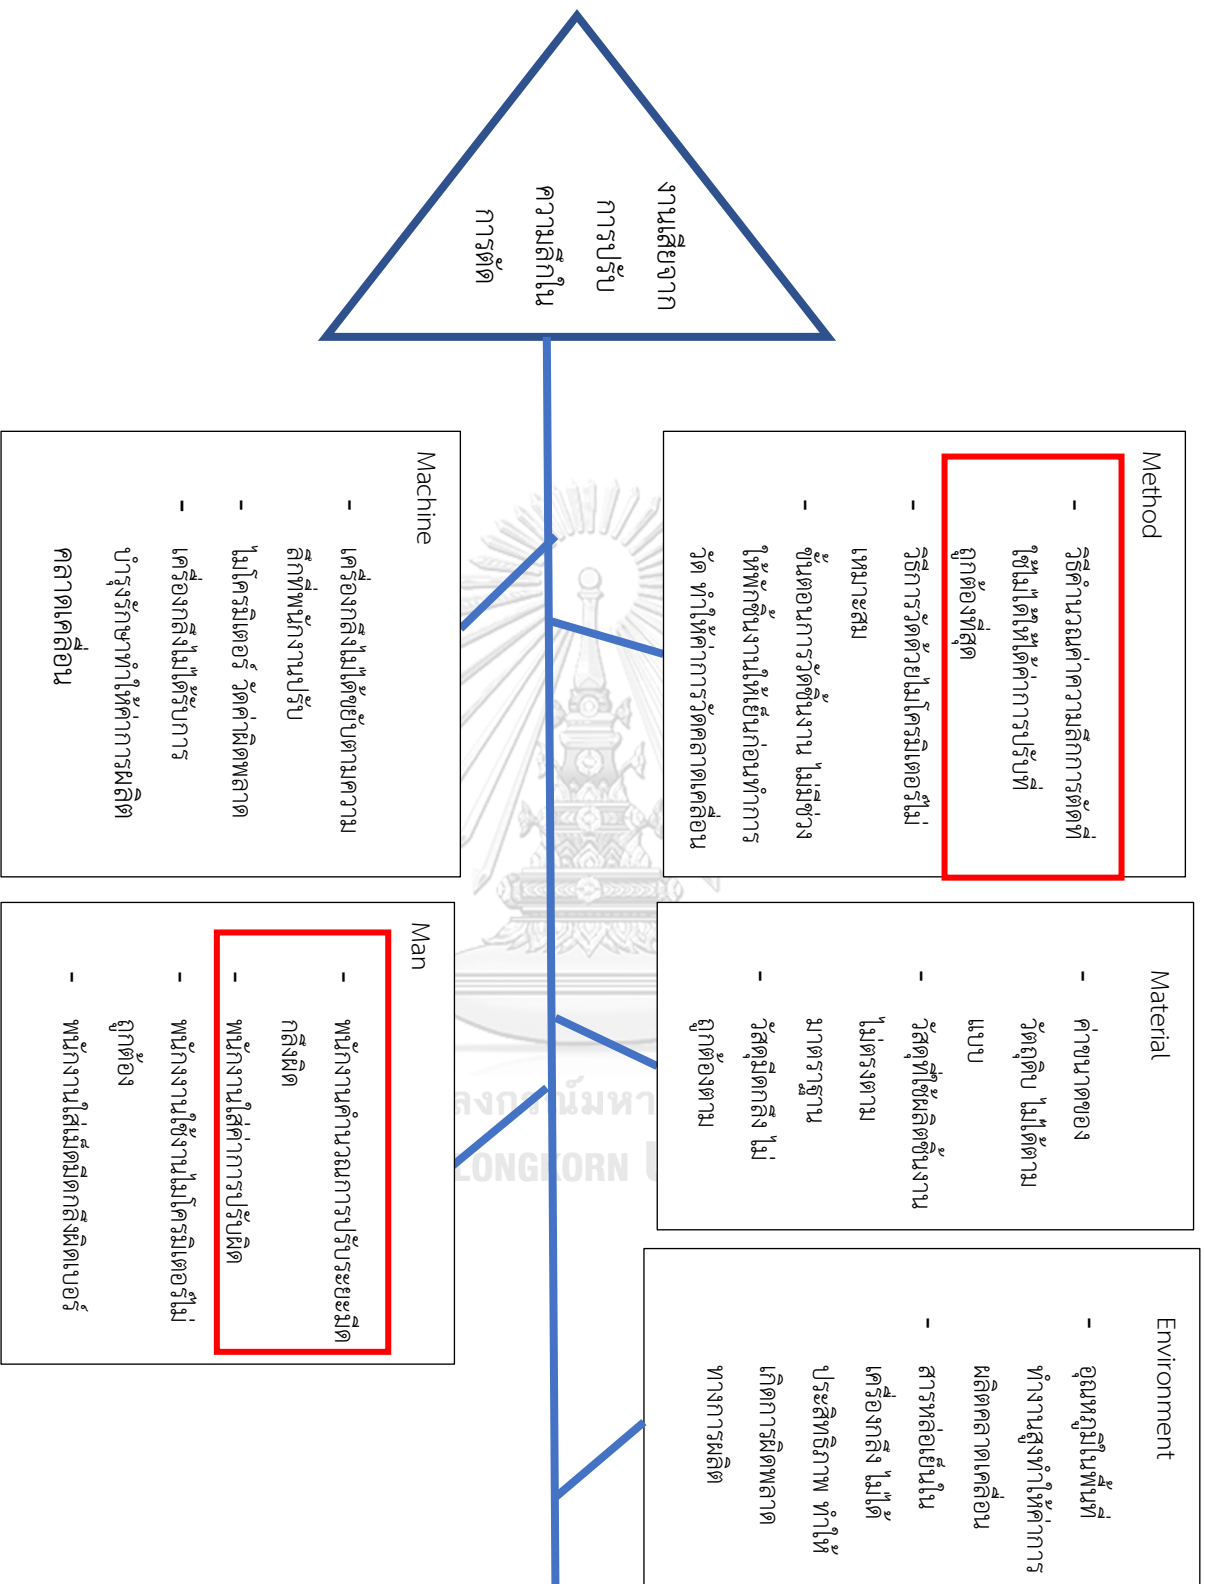 งานเสียจาก
การปรับ
ความลึกใน
การตัด
Method
- วิธีคำนวณค่าความลึกการตัดที่
ใช้ไม่ได้ให้ได้ค่าการปรับที่
ถูกต้องที่สุด
- วิธีการวัดด้วยไมโครมิเตอร์ไม่
เหมาะสม
- ขั้นตอนการวัดชิ้นงาน ไม่มีช่วง
ให้พักชิ้นงานให้เย็นก่อนทำการ
วัด ทำให้ค่าการวัดคลาดเคลื่อน
Material
- ค่าขนาดของ
วัตถุดิบ ไม่ได้ตาม
แบบ
- วัสดุที่ใช้ผลิตชิ้นงาน
ไม่ตรงตาม
มาตราฐาน
- วัสดุมีดกลึง ไม่
ถูกต้องตาม
Environment
- อุณหภูมิในพื้นที่
ทำงานสูงทำให้ค่าการ
ผลิตคลาดเคลื่อน
- สารหล่อเย็นใน
เครื่องกลึง ไม่ได้
ประสิทธิภาพ ทำให้
เกิดการผิดพลาด
ทางการผลิต
Machine
- เครื่องกลึงไม่ได้ขยับตามความ
ลึกที่พนักงานปรับ
- ไมโครมิเตอร์ วัดค่าผิดพลาด
- เครื่องกลึงไม่ได้รับการ
บำรุงรักษาทำให้ค่าการผลิต
คลาดเคลื่อน
Man
- พนักงานคำนวณการปรับระยะมีด
กลึงผิด
- พนักงานใส่ค่าการปรับผิด
- พนักงานใช้งานไมโครมิเตอร์ไม่
ถูกต้อง
- พนักงานใส่เม็ดมีดกลึงผิดเบอร์
ลงกรณ์มหา
LONGKORN